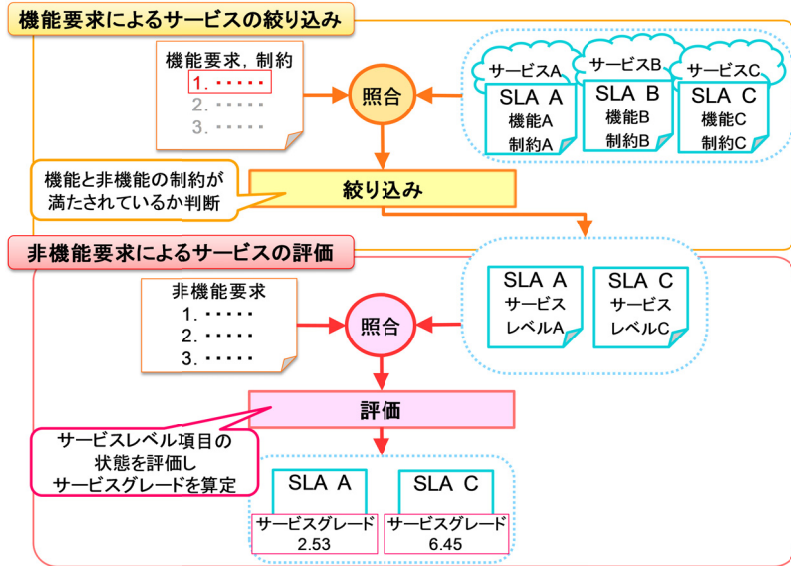 機能要求によるサービスの絞り込み
機能要求, 制約
1. ・・・・・
2. ・・・・・
3. ・・・・・
照合
サービスA
サービスB
サービスC
SLA A
機能A
制約A
SLA B
機能B
制約B
SLA C
機能C
制約C
機能と非機能の制約が
満たされているか判断
絞り込み
非機能要求によるサービスの評価
非機能要求
1. ・・・・・
2. ・・・・・
3. ・・・・・
照合
SLA A
サービス
レベルA
SLA C
サービス
レベルC
評価
サービスレベル項目の
状態を評価し
サービスグレードを算定
SLA A
サービスグレード
2.53
SLA C
サービスグレード
6.45